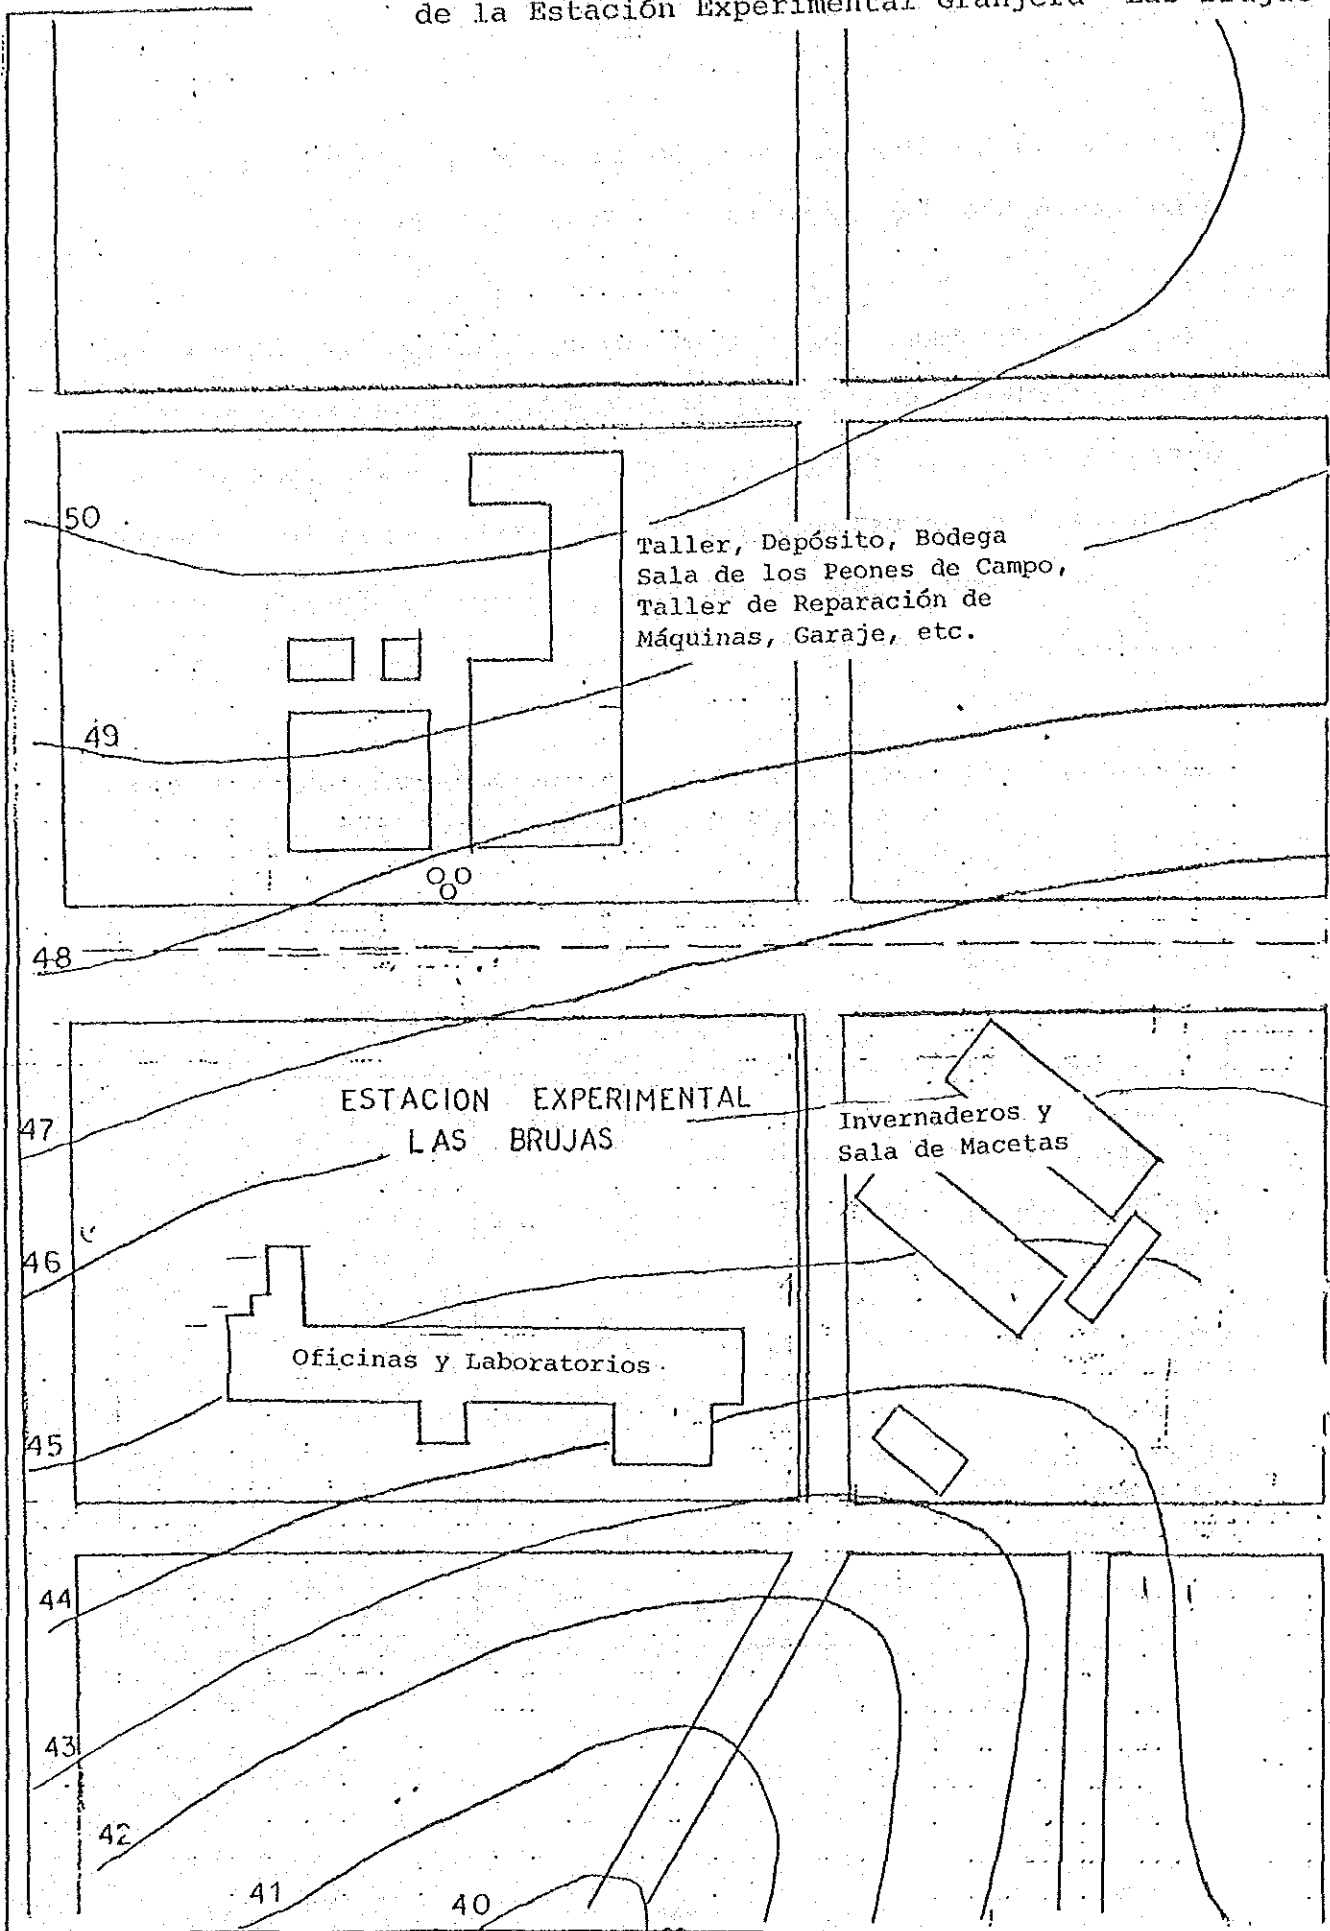 de la Estación Experimental Granjera
50
Taller, Depósito, Bodega
Sala de los Peones de Campo,
Taller de Reparación de
Máquinas, Garaje, etc.
49
48
ESTACION EXPERIMENTAL
LAS BRUJAS
47
Invernaderos y
Sala de Macetas
46
Oficinas y Laboratorios
45
44
43
42
41
40